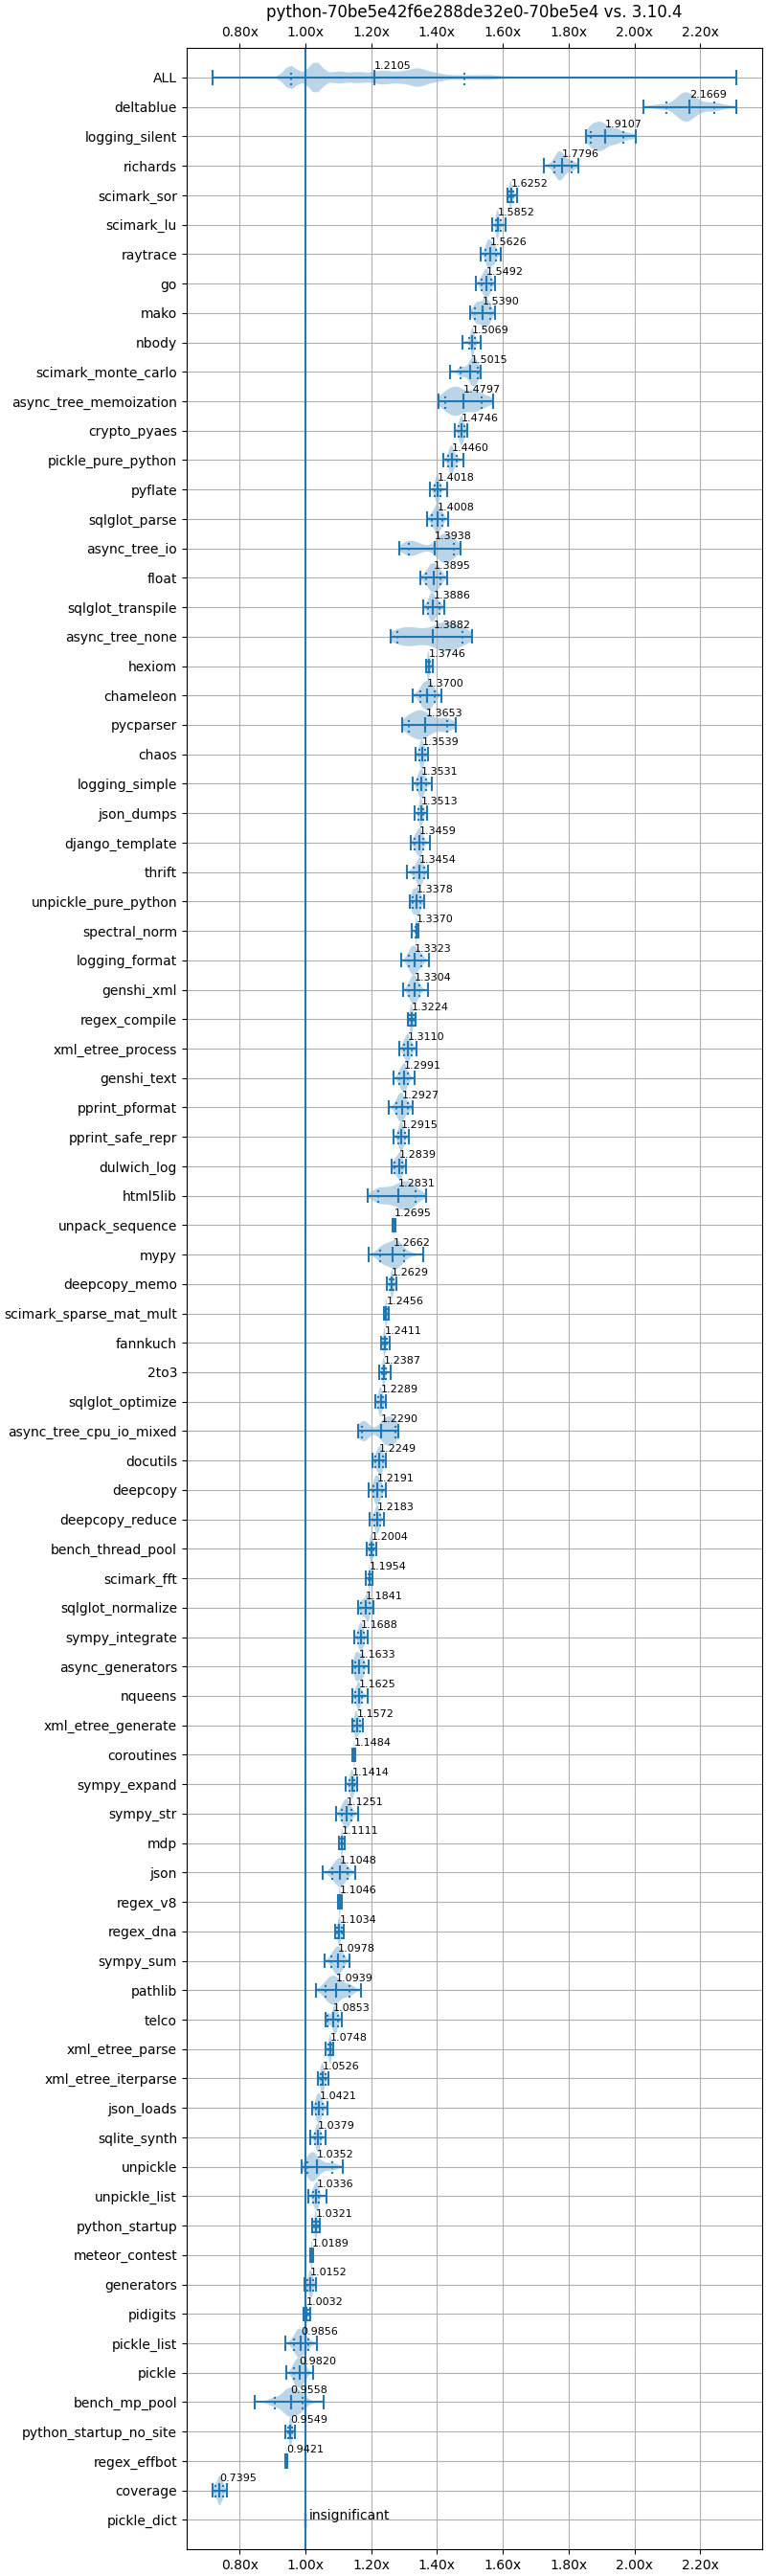 python-70be5e42f6e288de32e0-70be5e4 vs. 3.10.4
0.80x 1.00x 1.20x 1.40x 1.60x 1.80x 2.00x 2.20x
ALL 1.2105
deltablue 2.1669
logging_silent 1.9107
richards 1.7796
scimark_sor 1.6252
scimark_lu 1.5852
raytrace 1.5626
go 1.5492
mako 1.5390
nbody 1.5069
scimark_monte_carlo 1.5015
async_tree_memoization 1.4797
crypto_pyaes 1.4746
pickle_pure_python 1.4460
pyflate 1.4018
sqlglot_parse 1.4008
async_tree_io 1.3938
float 1.3895
sqlglot_transpile 1.3886
async_tree_none 1.3882
hexiom 1.3746
chameleon 1.3700
pycparser 1.3653
chaos 1.3539
logging_simple 1.3531
json_dumps 1.3513
django_template 1.3459
thrift 1.3454
unpickle_pure_python 1.3378
spectral_norm 1.3370
logging_format 1.3323
genshi_xml 1.3304
regex_compile 1.3224
xml_etree_process 1.3110
genshi_text 1.2991
pprint_pformat 1.2927
pprint_safe_repr 1.2915
dulwich_log 1.2839
html5lib 1.2831
unpack_sequence 1.2695
mypy 1.2662
deepcopy_memo 1.2629
scimark_sparse_mat_mult 1.2456
fannkuch 1.2411
2to3 1.2387
sqlglot_optimize 1.2289
async_tree_cpu_io_mixed 1.2290
docutils 1.2249
deepcopy 1.2191
deepcopy_reduce 1.2183
bench_thread_pool 1.2004
scimark_fft 1.1954
sqlglot_normalize 1.1841
sympy_integrate 1.1688
async_generators 1.1633
nqueens 1.1625
xml_etree_generate 1.1572
coroutines 1.1484
sympy_expand 1.1414
sympy_str 1.1251
mdp 1.1111
json 1.1048
regex_v8 1.1046
regex_dna 1.1034
sympy_sum 1.0978
pathlib 1.0939
telco 1.0853
xml_etree_parse 1.0748
xml_etree_iterparse 1.0526
json_loads 1.0421
sqlite_synth 1.0379
unpickle 1.0352
unpickle_list 1.0336
python_startup 1.0321
meteor_contest 1.0189
generators 1.0152
pidigits 1.0032
pickle_list 0.9856
pickle 0.9820
bench_mp_pool 0.9558
python_startup_no_site 0.9549
regex_effbot 0.9421
coverage 0.7395
pickle_dict insignificant
0.80x 1.00x 1.20x 1.40x 1.60x 1.80x 2.00x 2.20x